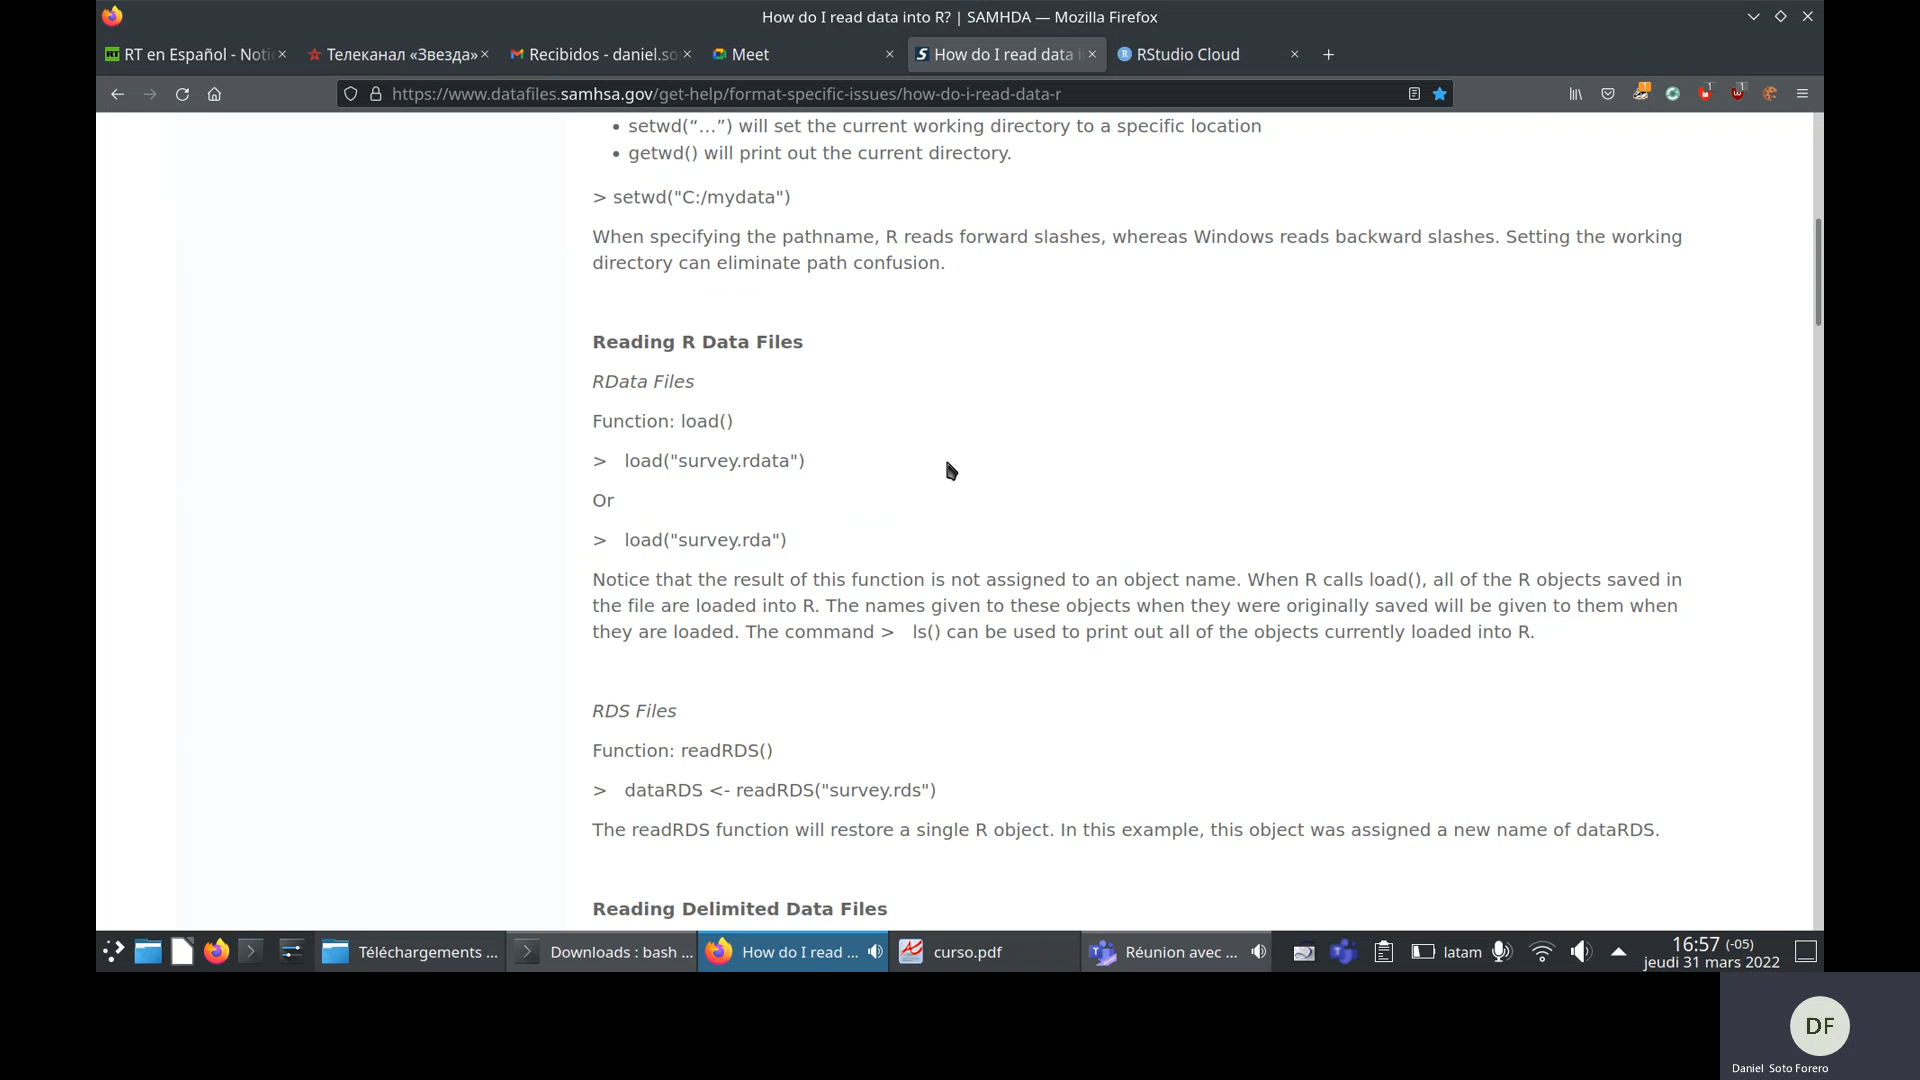 How do I read data into R? | SAMHDA — Mozilla Firefox
RT en Español - Notic
Телеканал «Звезда»
Recibidos - daniel.so
Meet
How do I read data i
RStudio Cloud
https://www.datafiles.samhsa.gov/get-help/format-specific-issues/how-do-i-read-data-r
• setwd(“…”) will set the current working directory to a specific location
• getwd() will print out the current directory.
> setwd("C:/mydata")
When specifying the pathname, R reads forward slashes, whereas Windows reads backward slashes. Setting the working
directory can eliminate path confusion.
Reading R Data Files
RData Files
Function: load()
> load("survey.rdata")
Or
> load("survey.rda")
Notice that the result of this function is not assigned to an object name. When R calls load(), all of the R objects saved in
the file are loaded into R. The names given to these objects when they were originally saved will be given to them when
they are loaded. The command > ls() can be used to print out all of the objects currently loaded into R.
RDS Files
Function: readRDS()
> dataRDS <- readRDS("survey.rds")
The readRDS function will restore a single R object. In this example, this object was assigned a new name of dataRDS.
Reading Delimited Data Files
Téléchargements ...
Downloads : bash ...
How do I read ...
curso.pdf
Réunion avec ...
latam
16:57 (-05)
jeudi 31 mars 2022
DF
Daniel Soto Forero